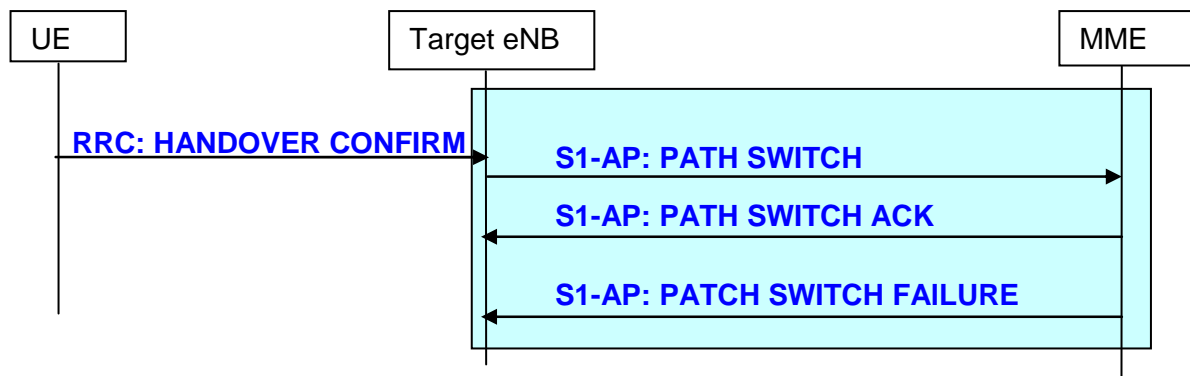 UE
Target eNB
MME
RRC: HANDOVER CONFIRM
S1-AP: PATH SWITCH
S1-AP: PATH SWITCH ACK
S1-AP: PATCH SWITCH FAILURE